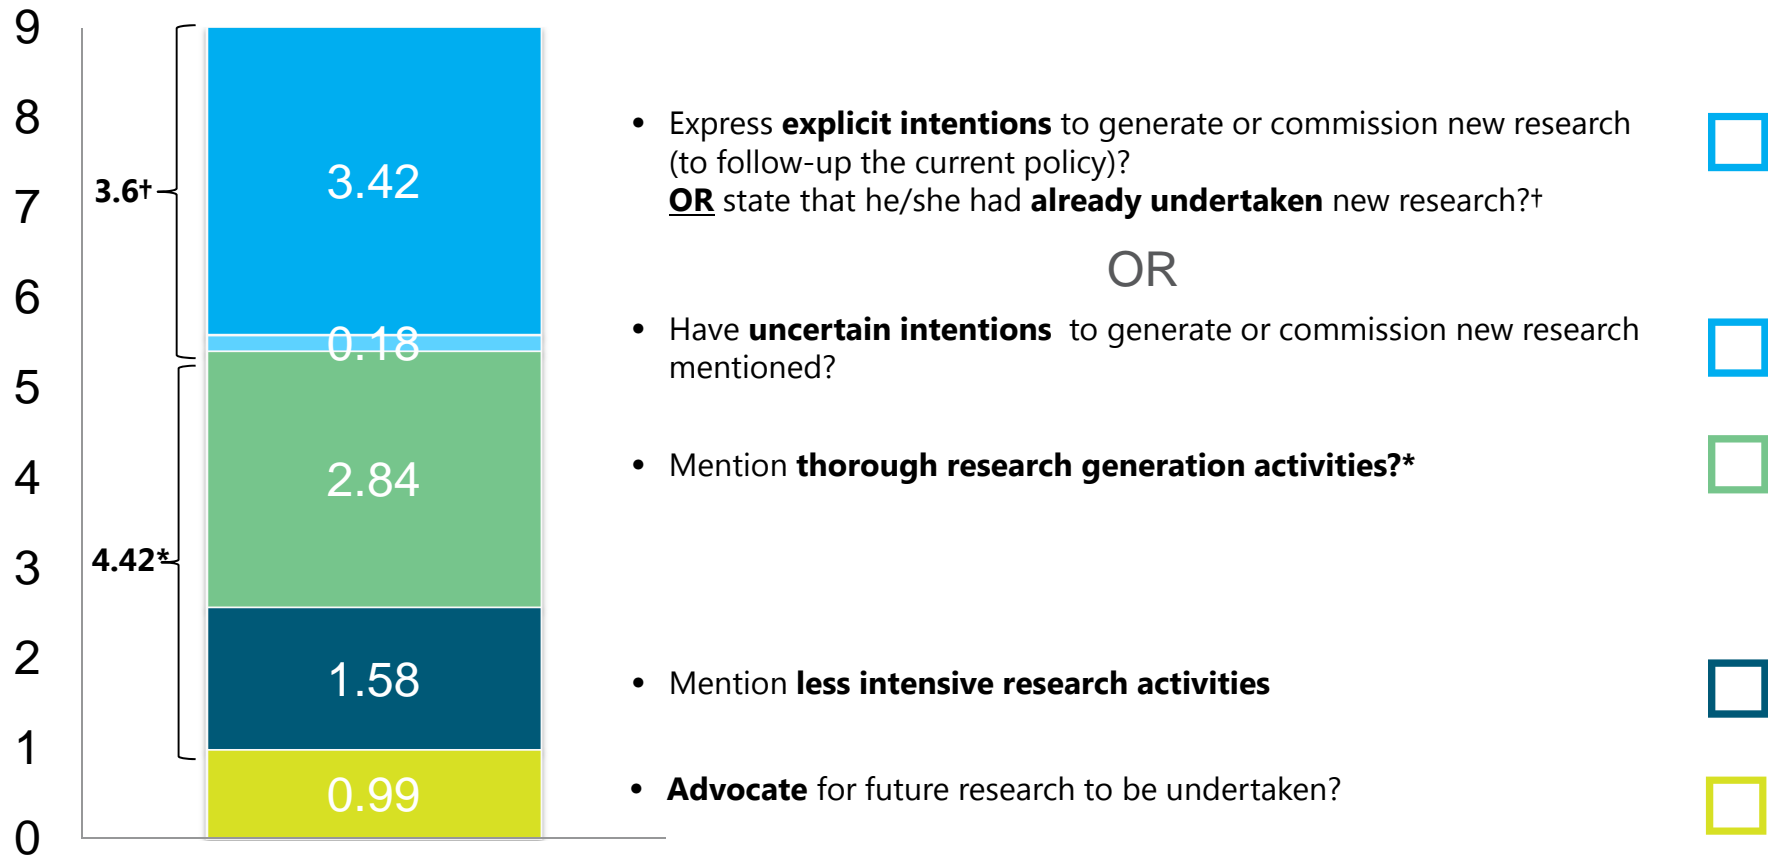 9
8
7
6
5
4
3
2
1
0
3.6†
4.42*
3.42
0.18
2.84
1.58
0.99
• Express explicit intentions to generate or commission new research
(to follow-up the current policy)?
OR state that he/she had already undertaken new research?†
OR
• Have uncertain intentions to generate or commission new research
mentioned?
• Mention thorough research generation activities?*
• Mention less intensive research activities
• Advocate for future research to be undertaken?